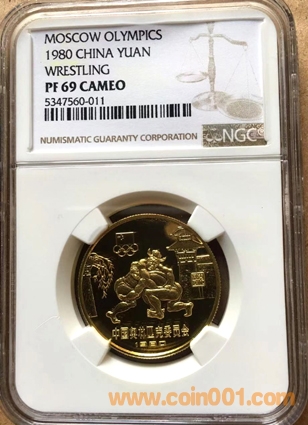 MOSCOW OLYMPICS
1980 CHINA YUAN
WRESTLING
PF 69 CAMEO
5347560-011
NUMISMATIC GUARANTY CORPORATION
NGC
中国奥林匹克委员会
1980
www.coin001.com